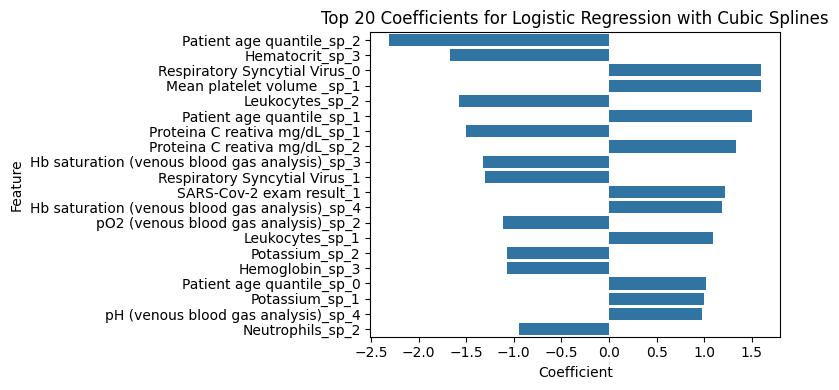 Top 20 Coefficients for Logistic Regression with Cubic Splines
Patient age quantile_sp_2
Hematocrit_sp_3
Respiratory Syncytial Virus_0
Mean platelet volume _sp_1
Leukocytes_sp_2
Patient age quantile_sp_1
Proteina C reativa mg/dL_sp_1
Proteina C reativa mg/dL_sp_2
Hb saturation (venous blood gas analysis)_sp_3
Respiratory Syncytial Virus_1
SARS-Cov-2 exam result_1
Hb saturation (venous blood gas analysis)_sp_4
pO2 (venous blood gas analysis)_sp_2
Leukocytes_sp_1
Potassium_sp_2
Hemoglobin_sp_3
Patient age quantile_sp_0
Potassium_sp_1
pH (venous blood gas analysis)_sp_4
Neutrophils_sp_2
Feature
−2.5 −2.0 −1.5 −1.0 −0.5 0.0 0.5 1.0 1.5
Coefficient